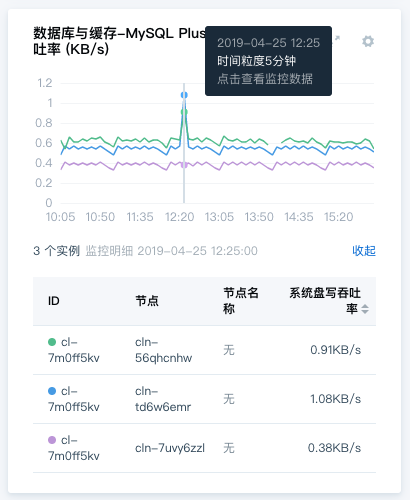 数据库与缓存-MySQL Plus
吐率 (KB/s)
2019-04-25 12:25
时间粒度5分钟
点击查看监控数据
1.2
1
0.8
0.6
0.4
0.2
0
10:05 10:50 11:35 12:20 13:05 13:50 14:35 15:20
3 个实例 监控明细 2019-04-25 12:25:00 收起
ID 节点 节点名称 系统盘写吞吐率
cl-7m0ff5kv cln-56qhcnhw 无 0.91KB/s
cl-7m0ff5kv cln-td6w6emr 无 1.08KB/s
cl-7m0ff5kv cln-7uvy6zzl 无 0.38KB/s